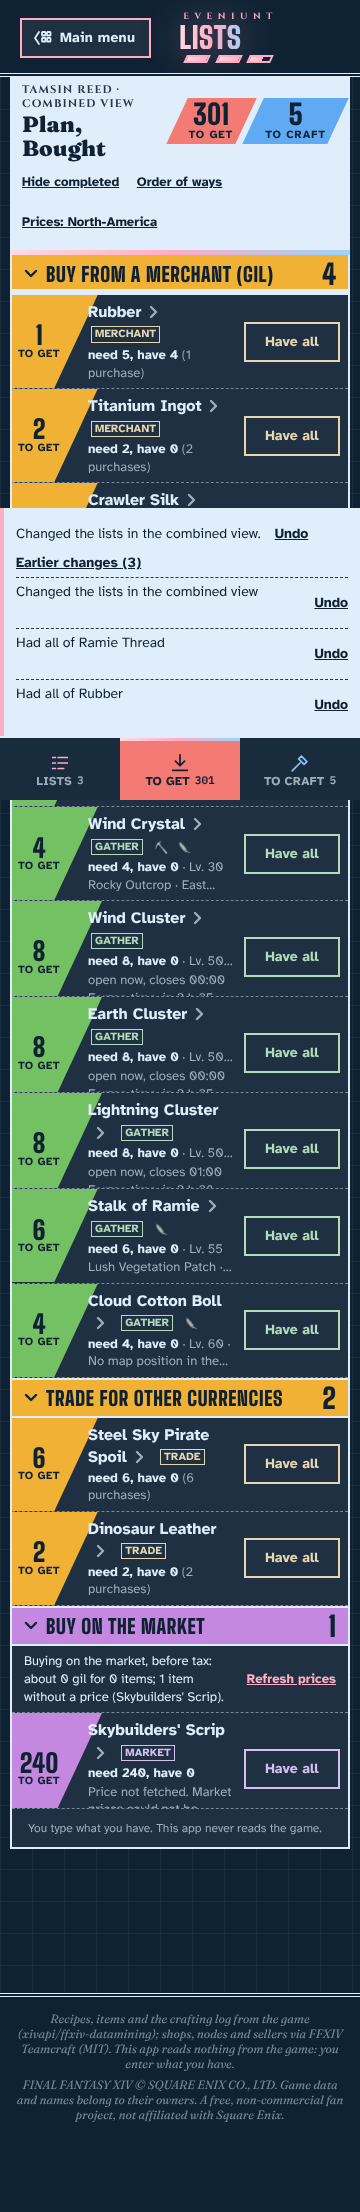 Main menu
EVENIUNT
LISTS
TAMSIN REED ·
COMBINED VIEW
Plan,
Bought
301
TO GET
5
TO CRAFT
Hide completed
Order of ways
Prices: North-America
BUY FROM A MERCHANT (GIL)
4
1
TO GET
Rubber
MERCHANT
need 5, have 0 4 (1
purchase)
Have all
2
TO GET
Titanium Ingot
MERCHANT
need 2, have 0 (2
purchases)
Have all
Crawler Silk
Changed the lists in the combined view.
Undo
Earlier changes (3)
Changed the lists in the combined view
Undo
Had all of Ramie Thread
Undo
Had all of Rubber
Undo
LISTS 3
TO GET 301
TO CRAFT 5
4
TO GET
Wind Crystal
GATHER
need 4, have 0 · Lv. 30
Rocky Outcrop · East...
Have all
8
TO GET
Wind Cluster
GATHER
need 8, have 0 · Lv. 50...
open now, closes 00:00
Have all
8
TO GET
Earth Cluster
GATHER
need 8, have 0 · Lv. 50...
open now, closes 00:00
Have all
8
TO GET
Lightning Cluster
GATHER
need 8, have 0 · Lv. 50...
open now, closes 01:00
Have all
6
TO GET
Stalk of Ramie
GATHER
need 6, have 0 · Lv. 55
Lush Vegetation Patch ·...
Have all
4
TO GET
Cloud Cotton Boll
GATHER
need 4, have 0 · Lv. 60 ·
No map position in the...
Have all
TRADE FOR OTHER CURRENCIES
2
6
TO GET
Steel Sky Pirate
Spoil
TRADE
need 6, have 0 (6
purchases)
Have all
2
TO GET
Dinosaur Leather
TRADE
need 2, have 0 (2
purchases)
Have all
BUY ON THE MARKET
1
Buying on the market, before tax:
about 0 gil for 0 items; 1 item
without a price (Skybuilders' Scrip).
Refresh prices
240
TO GET
Skybuilders' Scrip
MARKET
need 240, have 0
Price not fetched. Market
Have all
You type what you have. This app never reads the game.
Recipes, items and the crafting log from the game
(xivapi/ffxiv-datamining); shops, nodes and sellers via FFXIV
Teamcraft (MIT). This app reads nothing from the game: you
enter what you have.
FINAL FANTASY XIV © SQUARE ENIX CO., LTD. Game data
and names belong to their owners. A free, non-commercial fan
project, not affiliated with Square Enix.